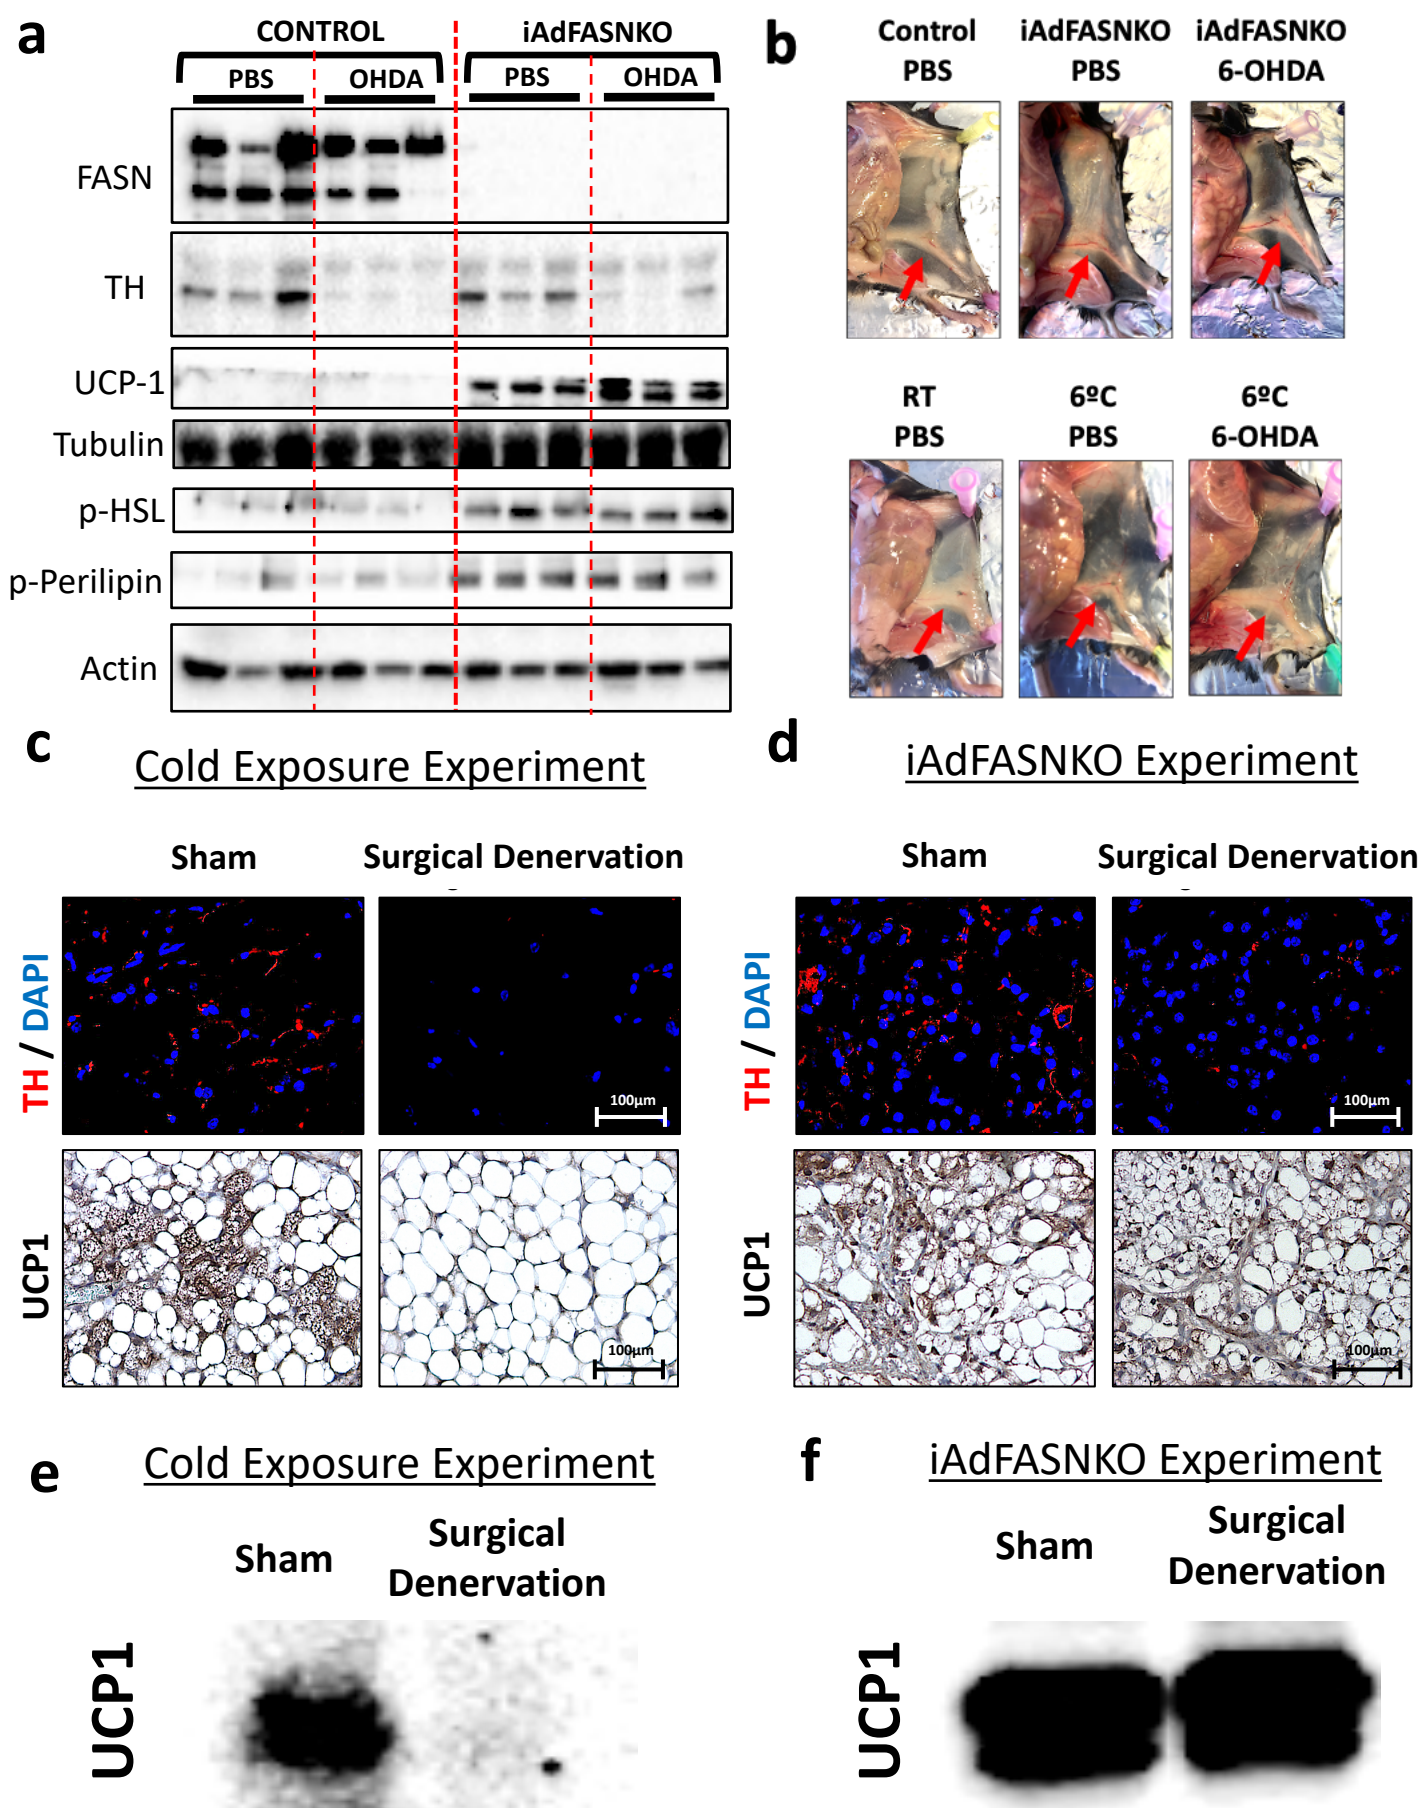 a
CONTROL
iAdFASNKO
PBS
OHDA
PBS
OHDA
FASN
TH
UCP-1
Tubulin
p-HSL
p-Perilipin
Actin
b
Control
PBS
iAdFASNKO
PBS
iAdFASNKO
6-OHDA
RT
PBS
6ºC
PBS
6ºC
6-OHDA
c
Cold Exposure Experiment
Sham
Surgical Denervation
TH / DAPI
100µm
UCP1
100µm
d
iAdFASNKO Experiment
Sham
Surgical Denervation
TH / DAPI
100µm
UCP1
100µm
e
Cold Exposure Experiment
Sham
Surgical
Denervation
UCP1
f
iAdFASNKO Experiment
Sham
Surgical
Denervation
UCP1